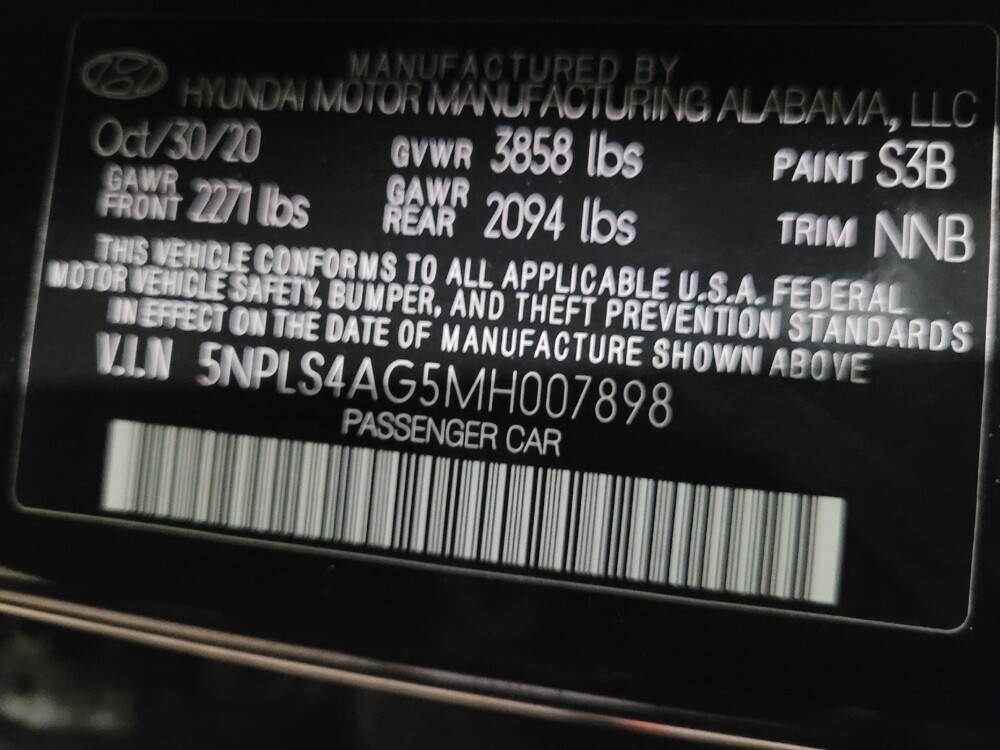 MANUFACTURED BY
HYUNDAI MOTOR MANUFACTURING ALABAMA, LLC
Oct/30/20 GVWR 3858 lbs PAINT S3B
GAWR FRONT 2271 lbs GAWR REAR 2094 lbs TRIM NNB
THIS VEHICLE CONFORMS TO ALL APPLICABLE U.S.A. FEDERAL
MOTOR VEHICLE SAFETY, BUMPER, AND THEFT PREVENTION STANDARDS
IN EFFECT ON THE DATE OF MANUFACTURE SHOWN ABOVE
V.I.N 5NPLS4AG5MH007898
PASSENGER CAR